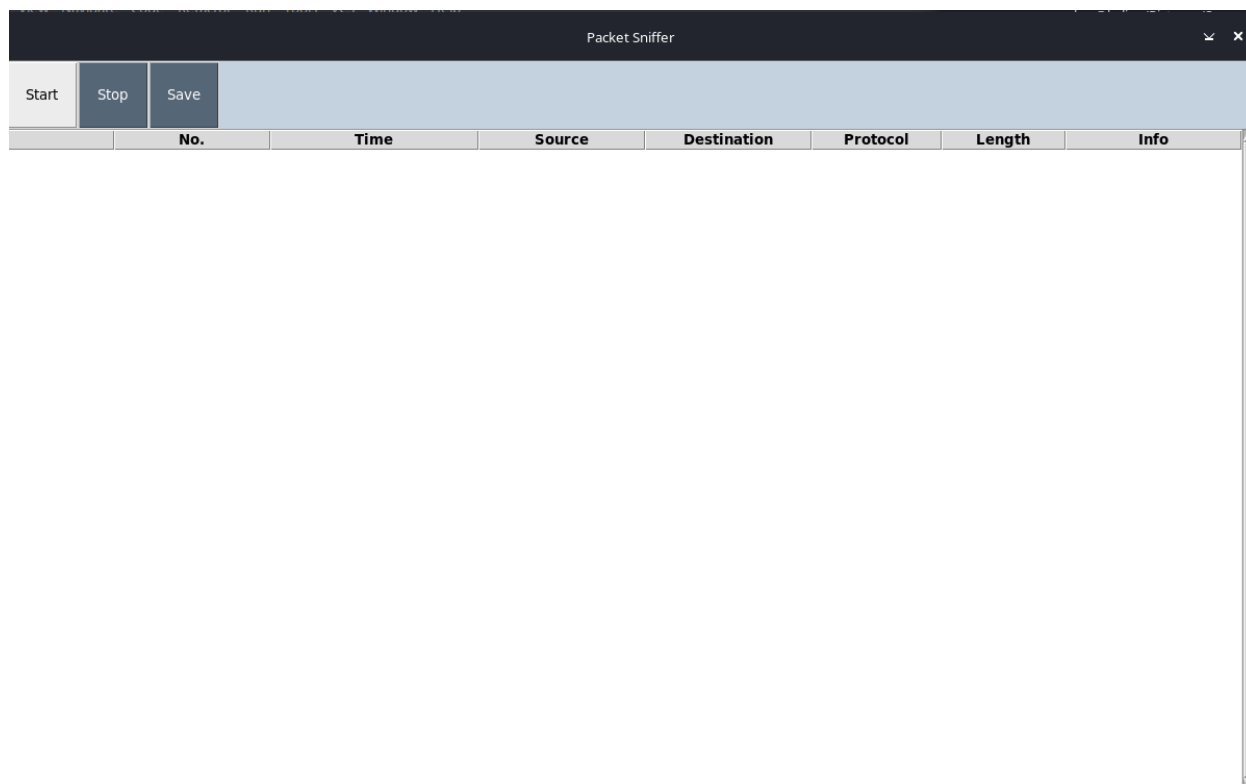 Packet Sniffer
Start Stop Save
No. Time Source Destination Protocol Length Info